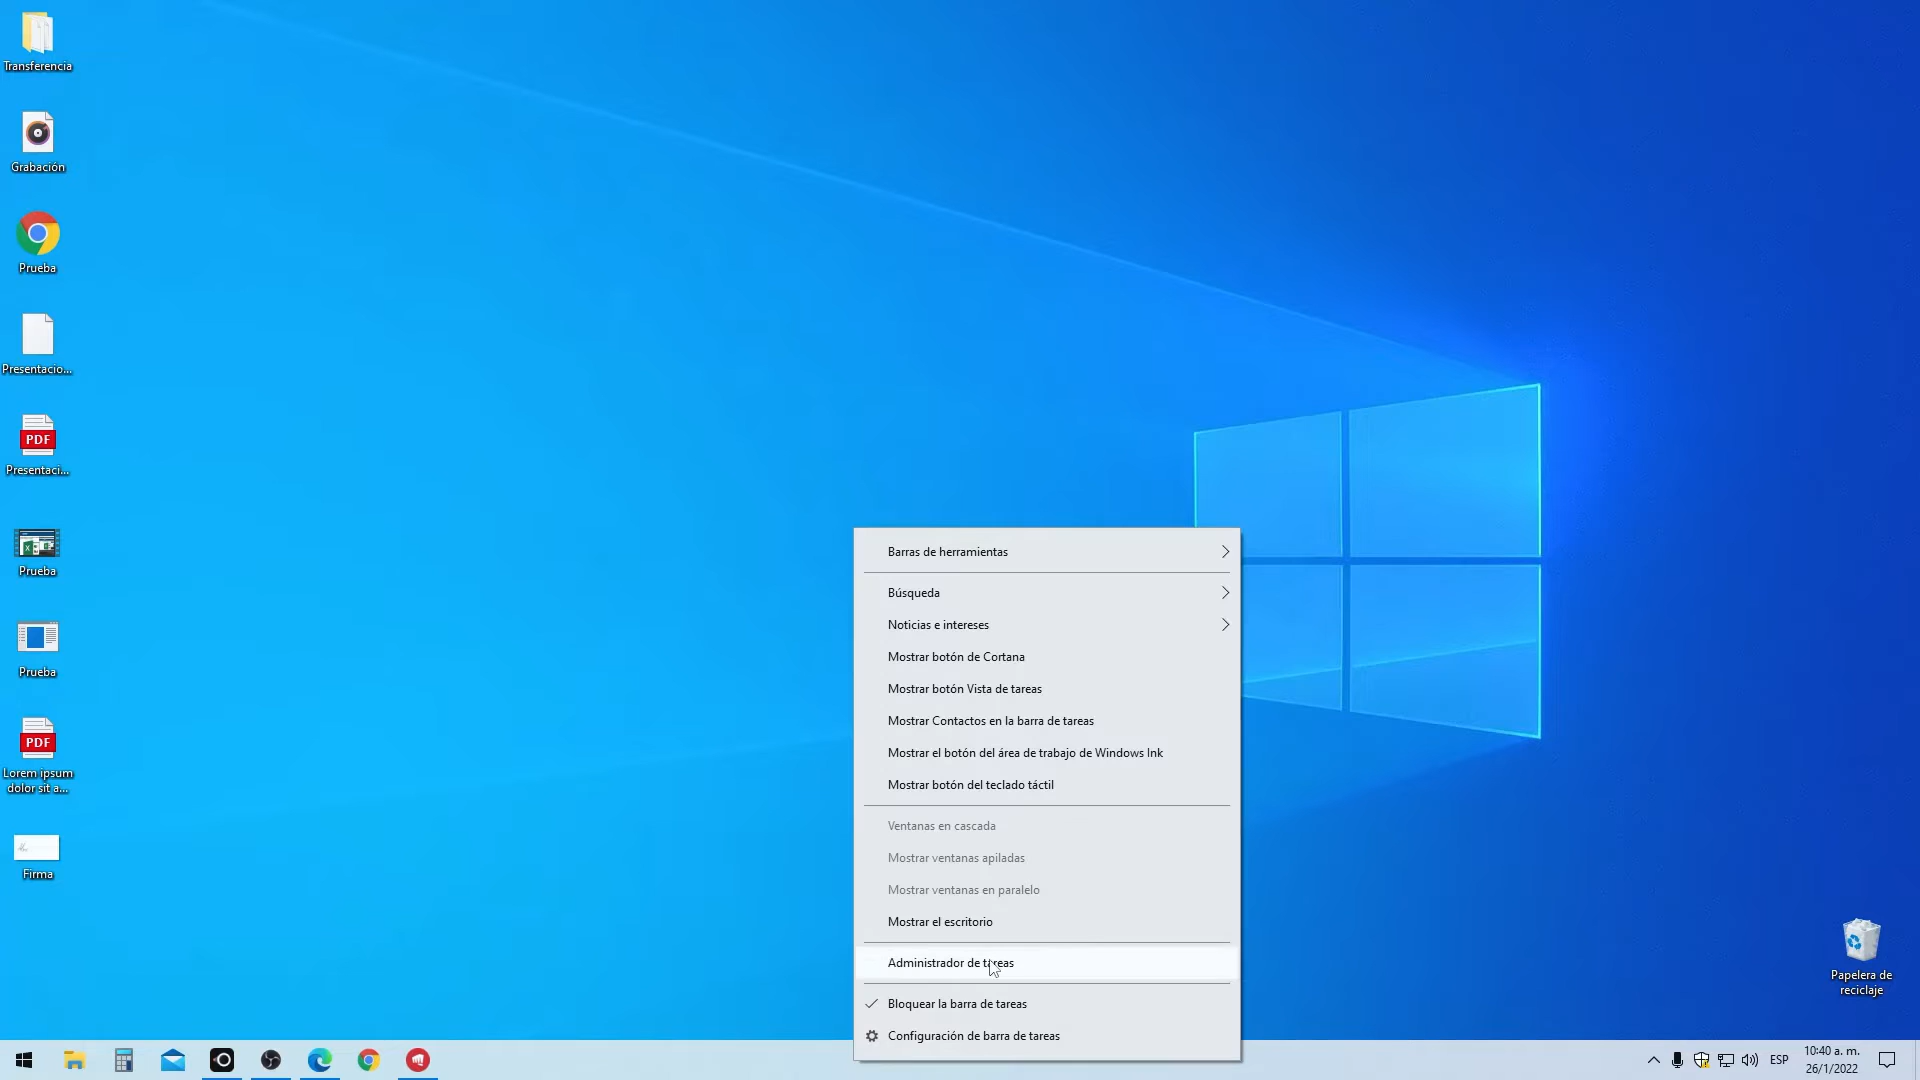 Transferencia
Grabación
Prueba
Presentacio...
PDF
Presentaci...
Prueba
Prueba
PDF
Lorem ipsum
dolor sit a...
Firma
Barras de herramientas
Búsqueda
Noticias e intereses
Mostrar botón de Cortana
Mostrar botón Vista de tareas
Mostrar Contactos en la barra de tareas
Mostrar el botón del área de trabajo de Windows Ink
Mostrar botón del teclado táctil
Ventanas en cascada
Mostrar ventanas apiladas
Mostrar ventanas en paralelo
Mostrar el escritorio
Administrador de tareas
Bloquear la barra de tareas
Configuración de barra de tareas
Papelera de
reciclaje
ESP
10:40 a. m.
26/1/2022